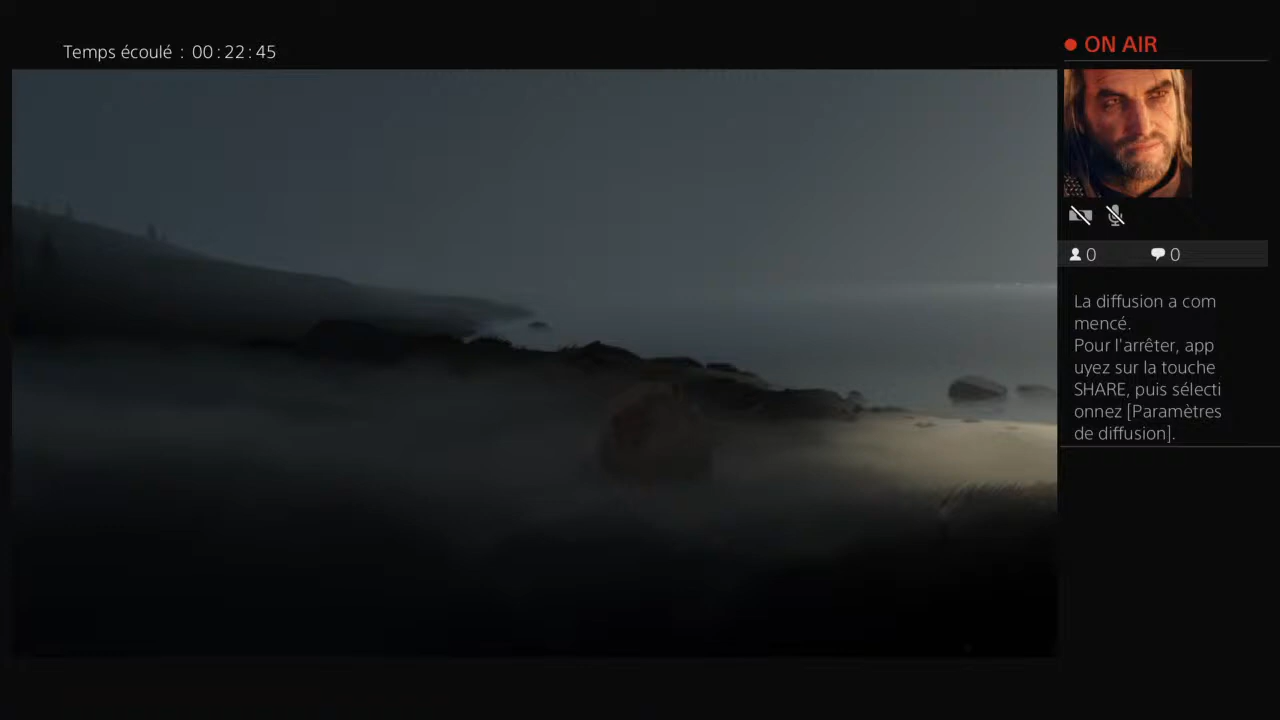 Temps écoulé : 00:22:45
ON AIR
0 0
La diffusion a com
mencé.
Pour l'arrêter, app
uyez sur la touche
SHARE, puis sélecti
onnez [Paramètres
de diffusion].